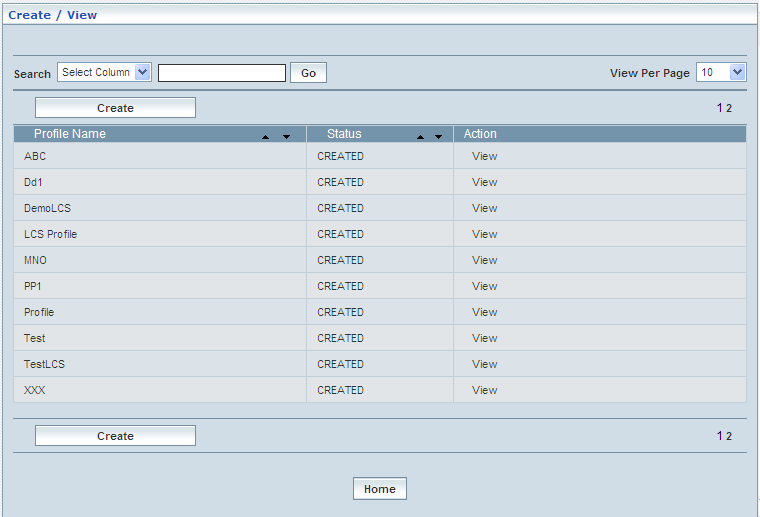 Create / View
Search Select Column Go View Per Page 10
Create 1 2
Profile Name Status Action
ABC CREATED View
Dd1 CREATED View
DemoLCS CREATED View
LCS Profile CREATED View
MNO CREATED View
PP1 CREATED View
Profile CREATED View
Test CREATED View
TestLCS CREATED View
XXX CREATED View
Create 1 2
Home